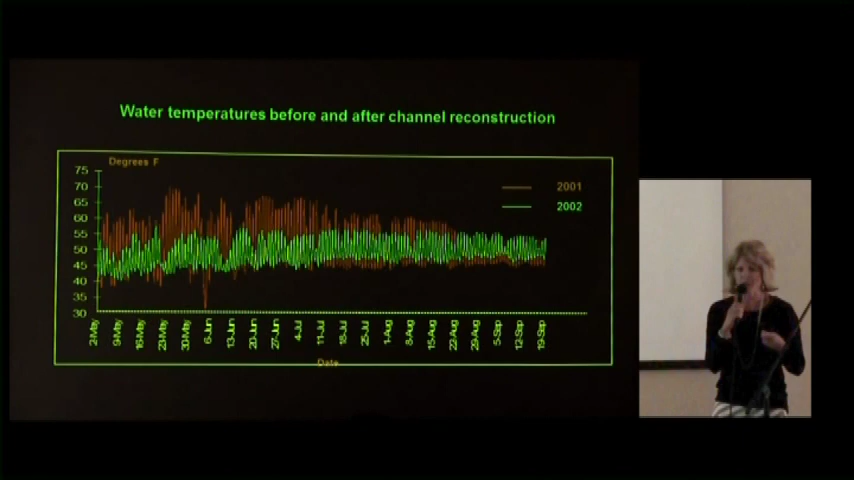 Water temperatures before and after channel reconstruction
Degrees F
75
70
65
60
55
50
45
40
35
30
2001
2002
2-May
9-May
16-May
23-May
30-May
6-Jun
13-Jun
20-Jun
27-Jun
4-Jul
11-Jul
18-Jul
25-Jul
1-Aug
8-Aug
15-Aug
22-Aug
29-Aug
5-Sep
12-Sep
19-Sep
Date